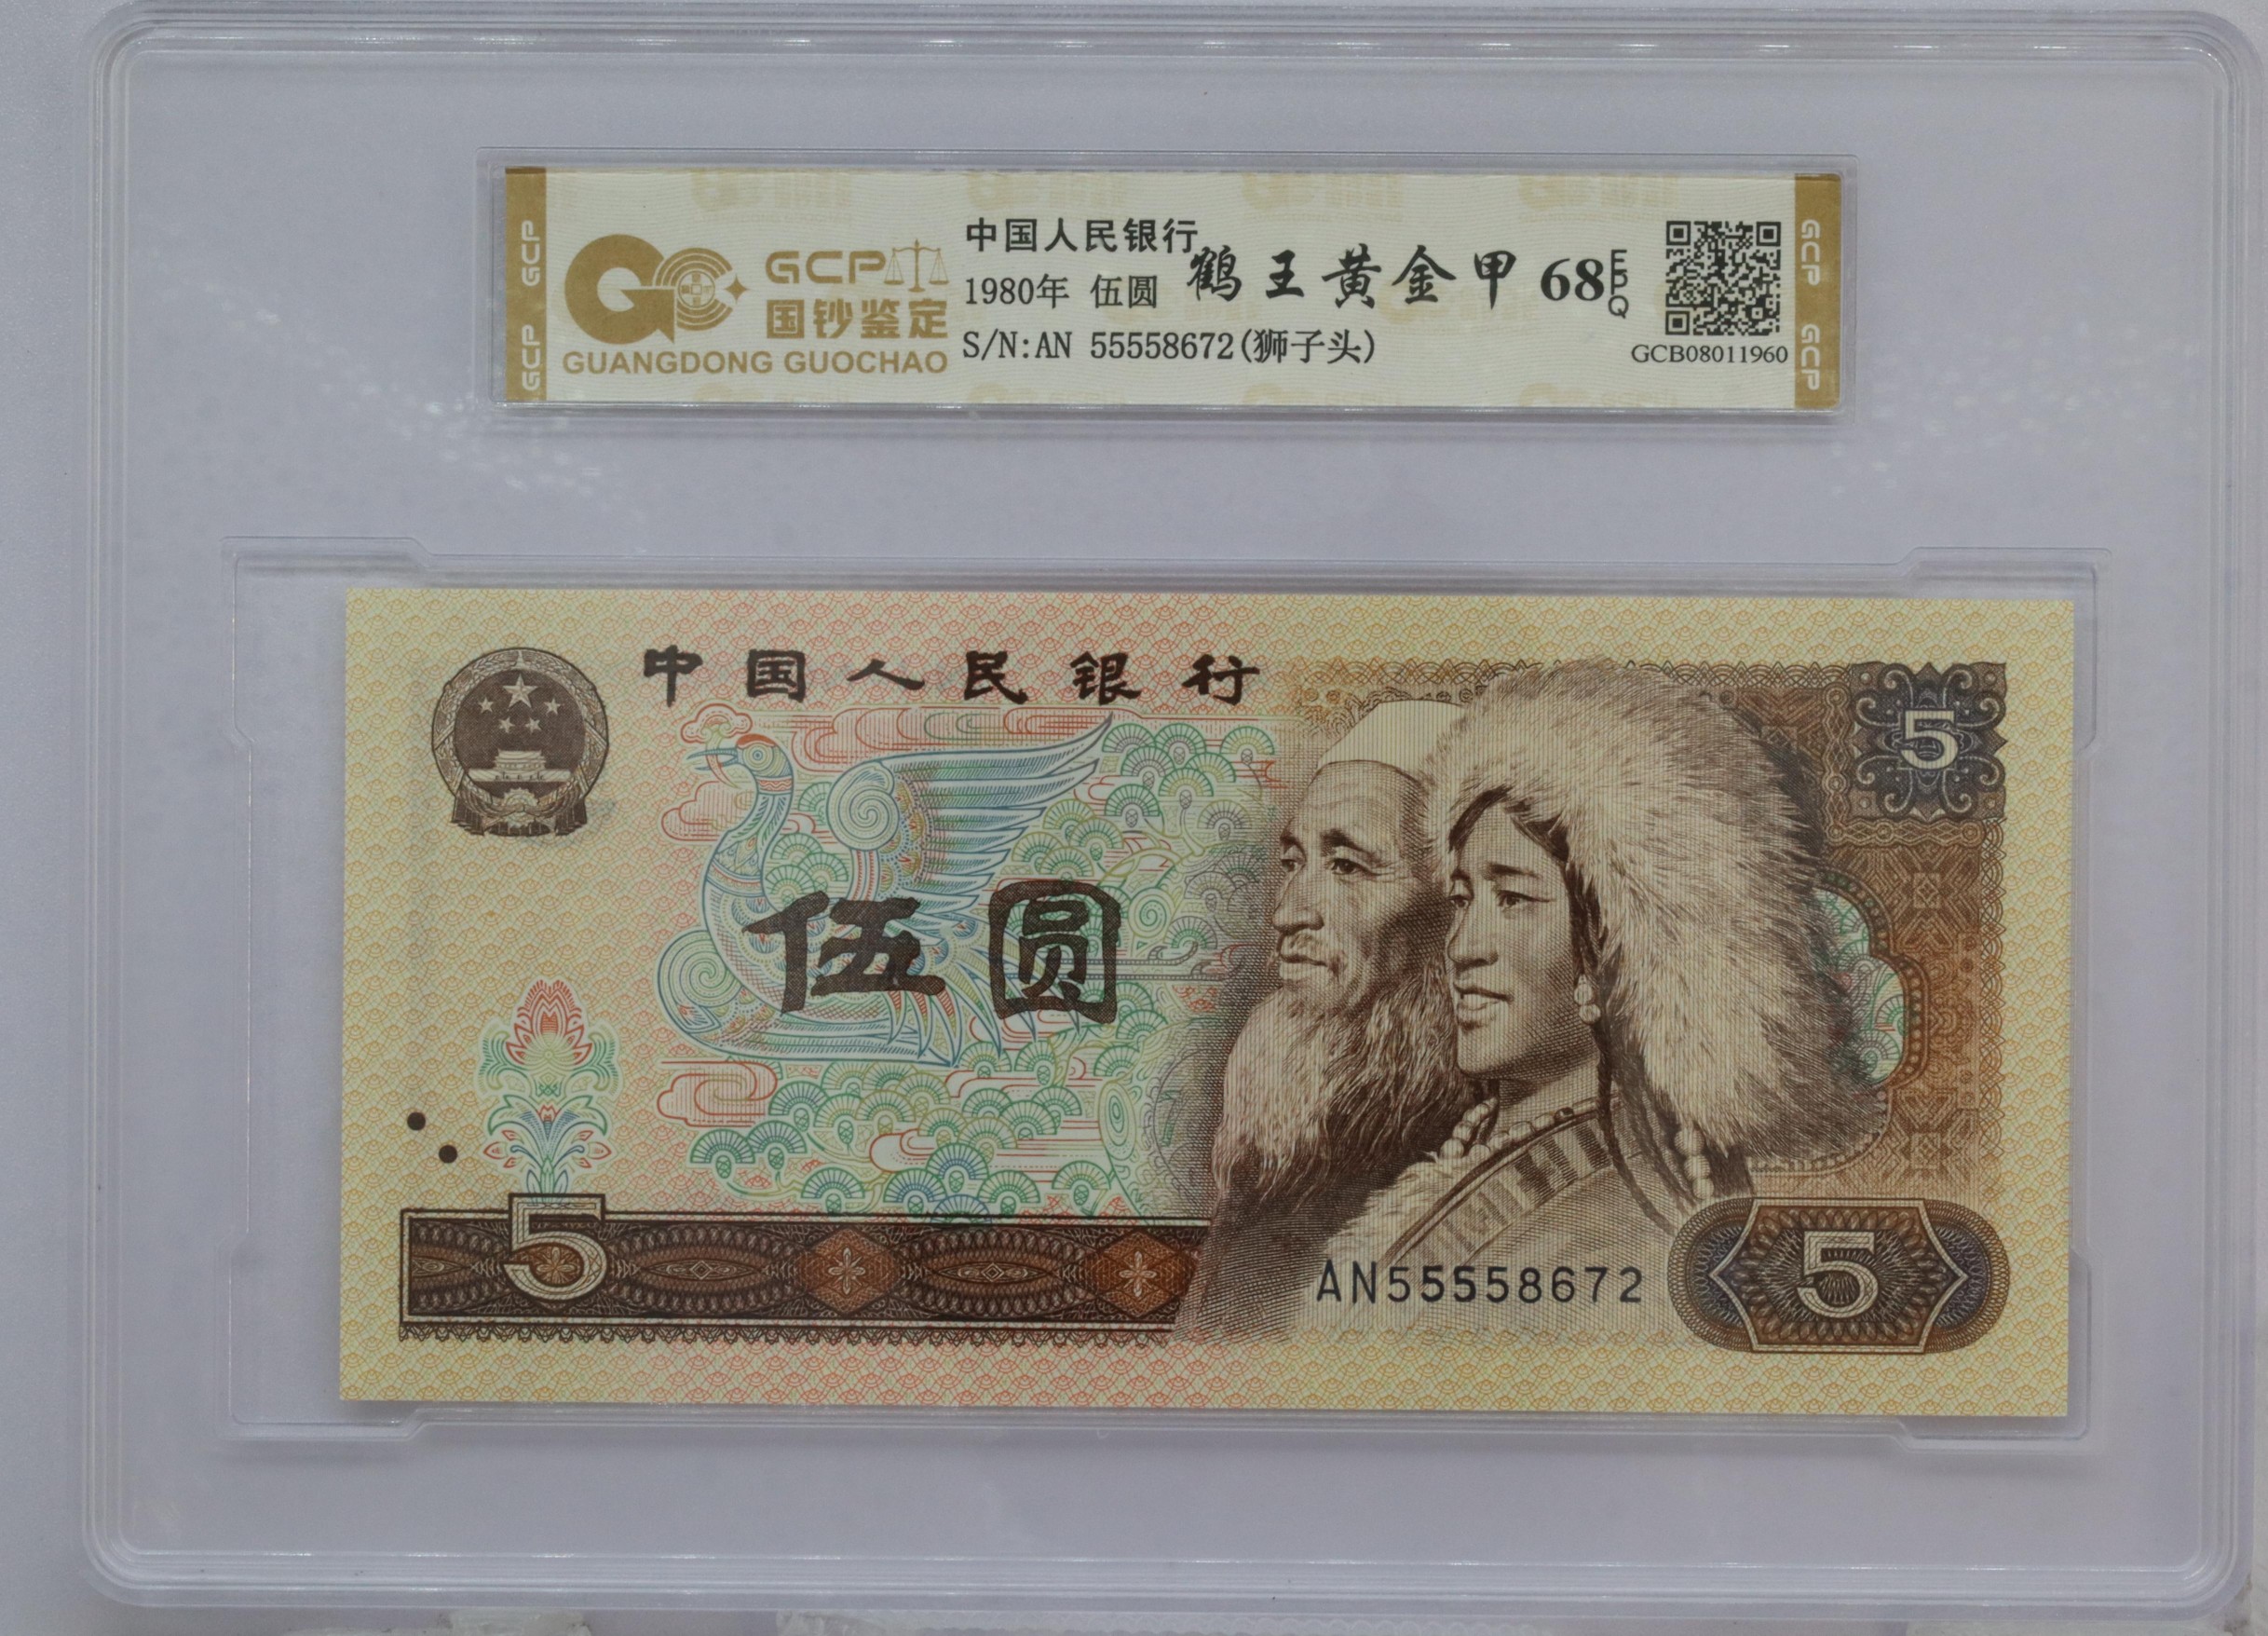 GCP GCP
GCP
国钞鉴定
GUANGDONG GUOCHAO
中国人民银行
1980年 伍圆
S/N:AN 55558672(狮子头)
鹤王黄金甲 68 EPQ
GCB08011960
GCP GCP
中国人民银行
5
伍圆
5
AN55558672
5